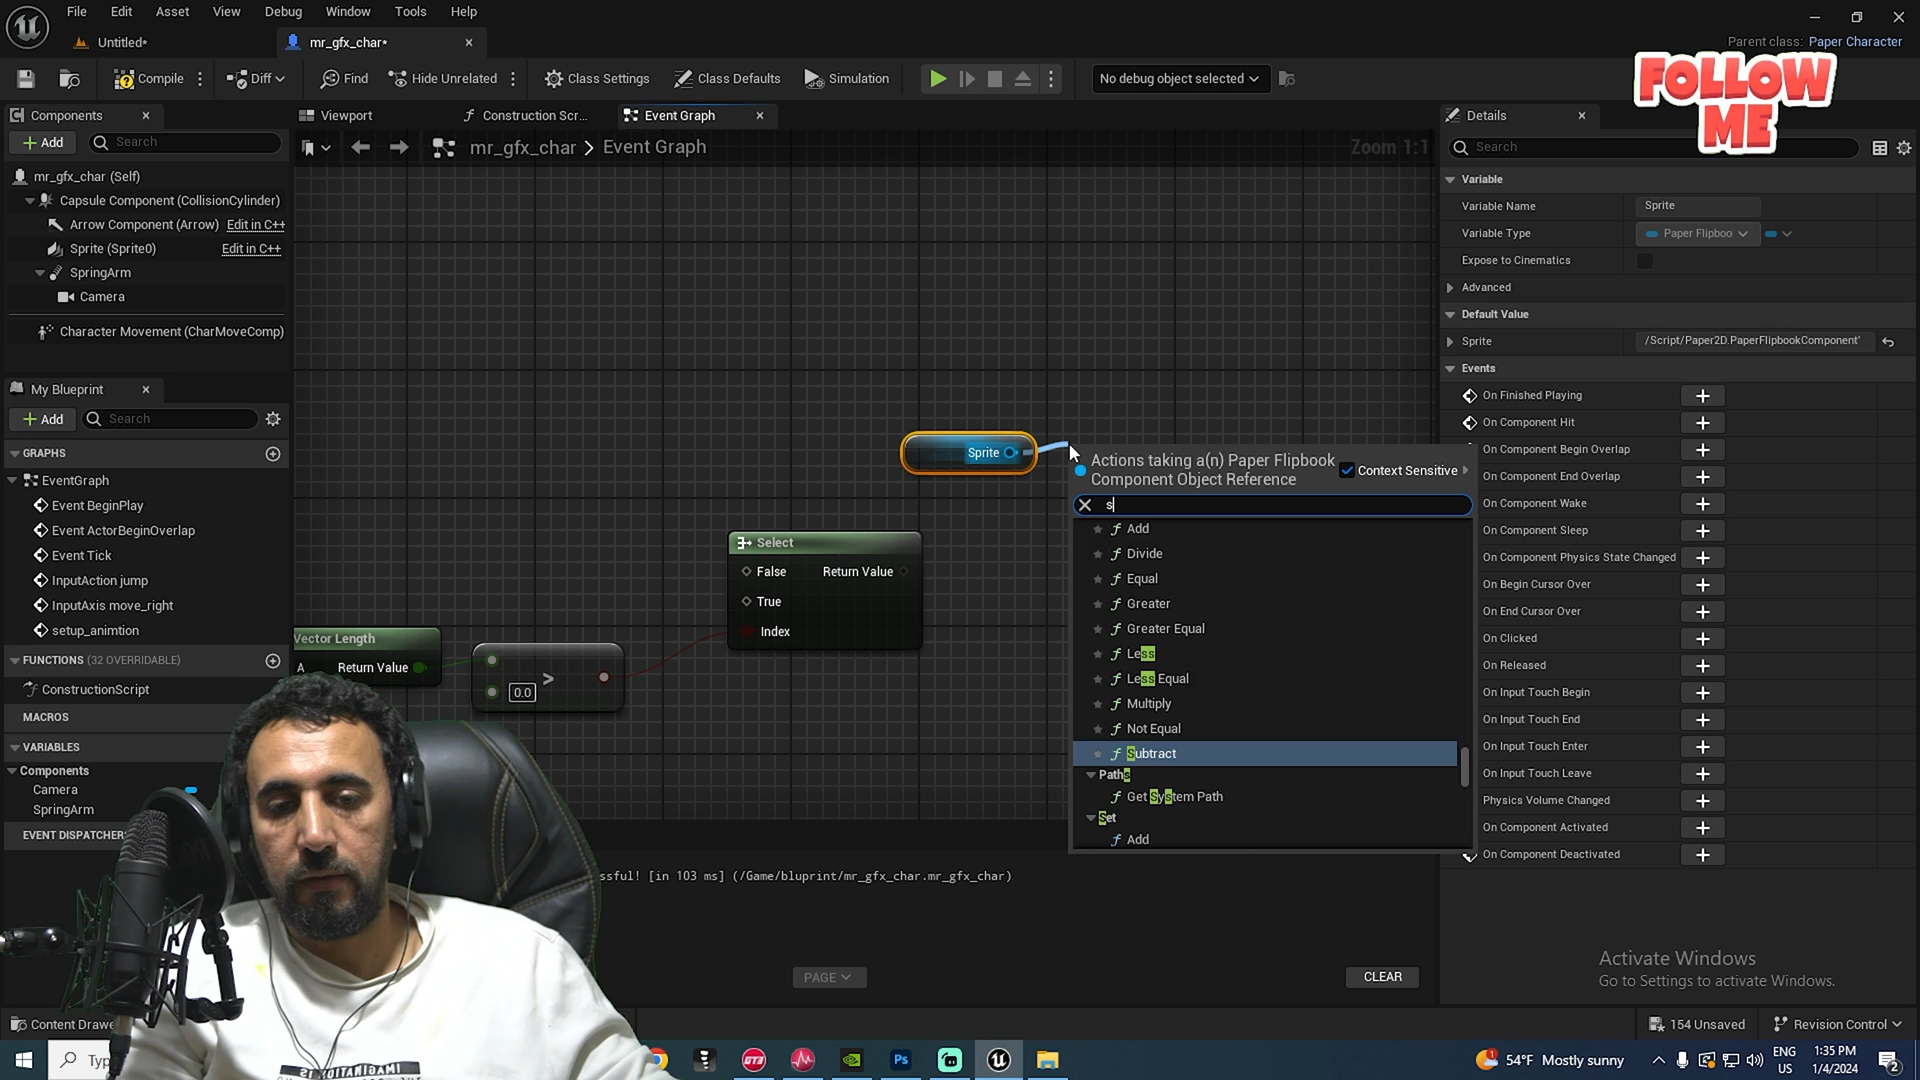 File Edit Asset View Debug Window Tools Help
Untitled*
mr_gfx_char*
Parent class: Paper Character
FOLLOW
ME
Compile
Diff
Find
Hide Unrelated
Class Settings
Class Defaults
Simulation
No debug object selected
Components
Add
Search
mr_gfx_char (Self)
Capsule Component (CollisionCylinder)
Arrow Component (Arrow) Edit in C++
Sprite (Sprite0) Edit in C++
SpringArm
Camera
Character Movement (CharMoveComp)
My Blueprint
Add
Search
GRAPHS
EventGraph
Event BeginPlay
Event ActorBeginOverlap
Event Tick
InputAction jump
InputAxis move_right
setup_animtion
FUNCTIONS (32 OVERRIDABLE)
ConstructionScript
MACROS
VARIABLES
Components
Camera
SpringArm
EVENT DISPATCHER
Viewport
Construction Scr...
Event Graph
mr_gfx_char > Event Graph
Zoom 1:1
Sprite
Select
False Return Value
True
Index
Vector Length
A Return Value
>
0.0
Actions taking a(n) Paper Flipbook
Component Object Reference
Context Sensitive
s
Add
Divide
Equal
Greater
Greater Equal
Less
Less Equal
Multiply
Not Equal
Subtract
Paths
Get System Path
Set
Add
ssful! [in 103 ms] (/Game/bluprint/mr_gfx_char.mr_gfx_char)
PAGE
CLEAR
Details
Search
Variable
Variable Name Sprite
Variable Type Paper Flipboo
Expose to Cinematics
Advanced
Default Value
Sprite /Script/Paper2D.PaperFlipbookComponent'
Events
On Finished Playing
On Component Hit
On Component Begin Overlap
On Component End Overlap
On Component Wake
On Component Sleep
On Component Physics State Changed
On Begin Cursor Over
On End Cursor Over
On Clicked
On Released
On Input Touch Begin
On Input Touch End
On Input Touch Enter
On Input Touch Leave
Physics Volume Changed
On Component Activated
On Component Deactivated
Activate Windows
Go to Settings to activate Windows.
Content Drawe
154 Unsaved
Revision Control
IMAGINATION IS
Typ
GT3
Ps
54°F Mostly sunny
ENG
US
1:35 PM
1/4/2024
2